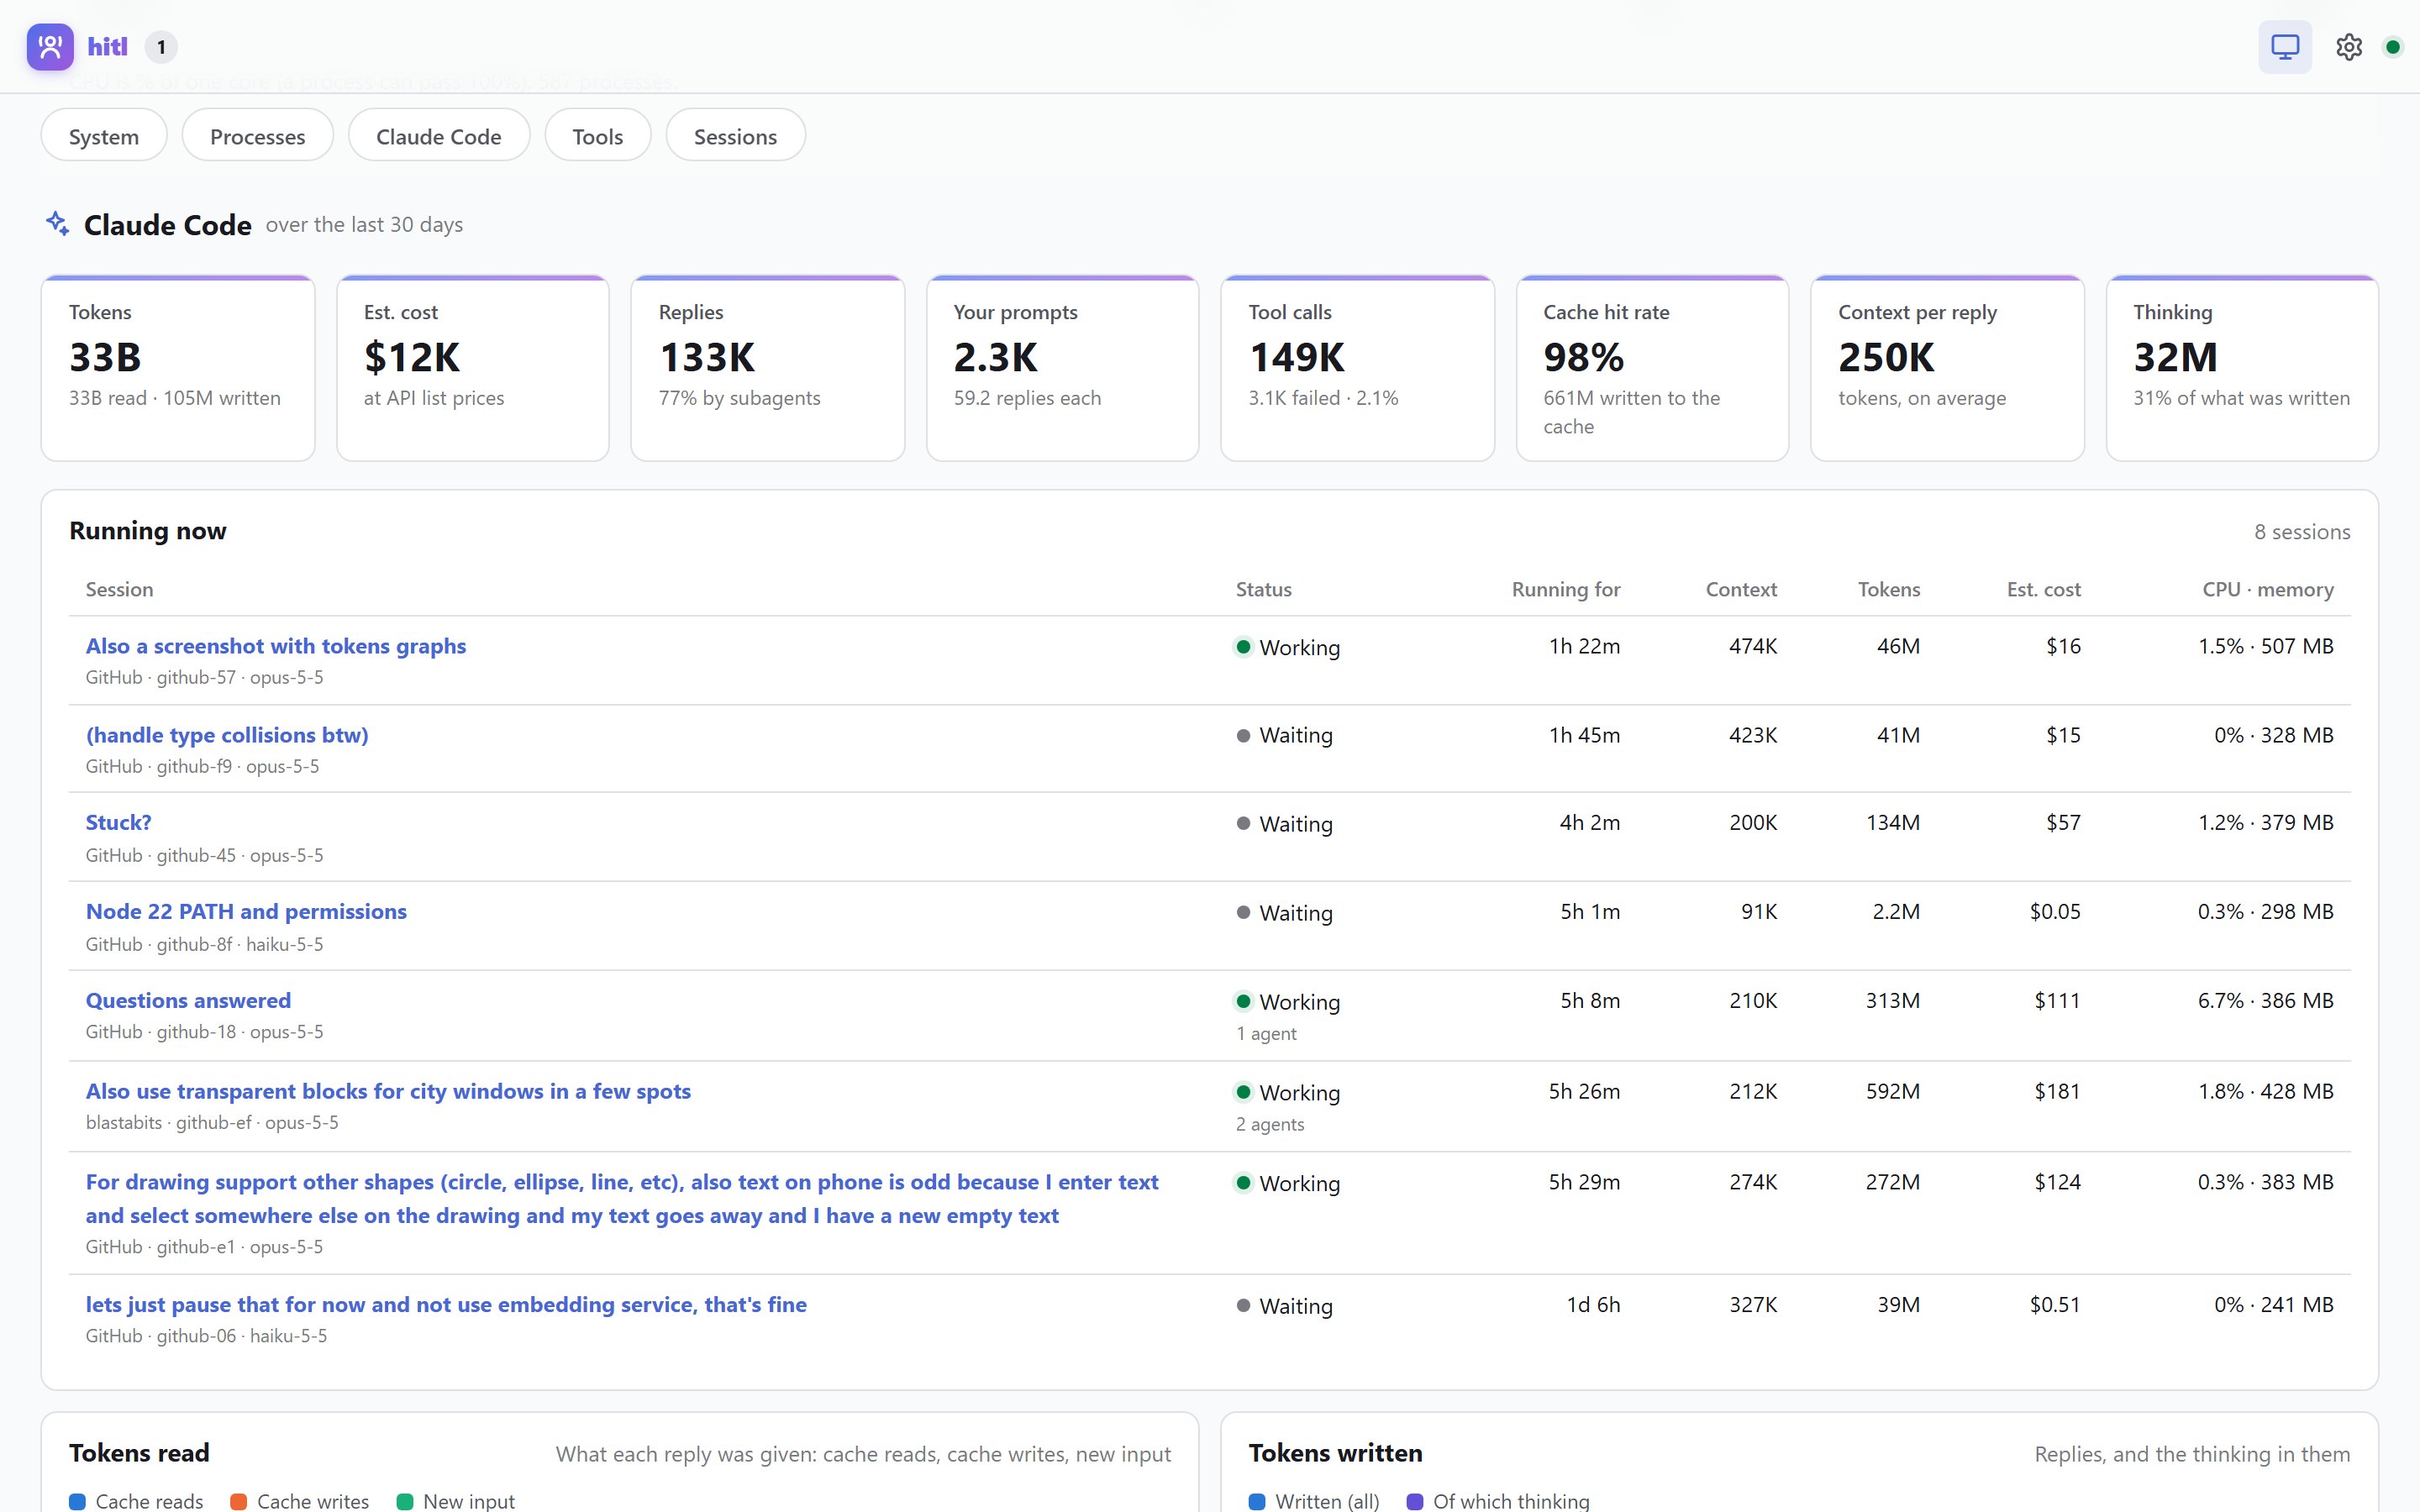 hitl 1
CPU is % of one core (a process can pass 100%). 587 processes.
System Processes Claude Code Tools Sessions
Claude Code over the last 30 days
Tokens
33B
33B read · 105M written
Est. cost
$12K
at API list prices
Replies
133K
77% by subagents
Your prompts
2.3K
59.2 replies each
Tool calls
149K
3.1K failed · 2.1%
Cache hit rate
98%
661M written to the
cache
Context per reply
250K
tokens, on average
Thinking
32M
31% of what was written
Running now 8 sessions
Session Status Running for Context Tokens Est. cost CPU · memory
Also a screenshot with tokens graphs Working 1h 22m 474K 46M $16 1.5% · 507 MB
GitHub · github-57 · opus-5-5
(handle type collisions btw) Waiting 1h 45m 423K 41M $15 0% · 328 MB
GitHub · github-f9 · opus-5-5
Stuck? Waiting 4h 2m 200K 134M $57 1.2% · 379 MB
GitHub · github-45 · opus-5-5
Node 22 PATH and permissions Waiting 5h 1m 91K 2.2M $0.05 0.3% · 298 MB
GitHub · github-8f · haiku-5-5
Questions answered Working 5h 8m 210K 313M $111 6.7% · 386 MB
GitHub · github-18 · opus-5-5 1 agent
Also use transparent blocks for city windows in a few spots Working 5h 26m 212K 592M $181 1.8% · 428 MB
blastabits · github-ef · opus-5-5 2 agents
For drawing support other shapes (circle, ellipse, line, etc), also text on phone is odd because I enter text Working 5h 29m 274K 272M $124 0.3% · 383 MB
and select somewhere else on the drawing and my text goes away and I have a new empty text
GitHub · github-e1 · opus-5-5
lets just pause that for now and not use embedding service, that's fine Waiting 1d 6h 327K 39M $0.51 0% · 241 MB
GitHub · github-06 · haiku-5-5
Tokens read What each reply was given: cache reads, cache writes, new input
Cache reads Cache writes New input
Tokens written Replies, and the thinking in them
Written (all) Of which thinking